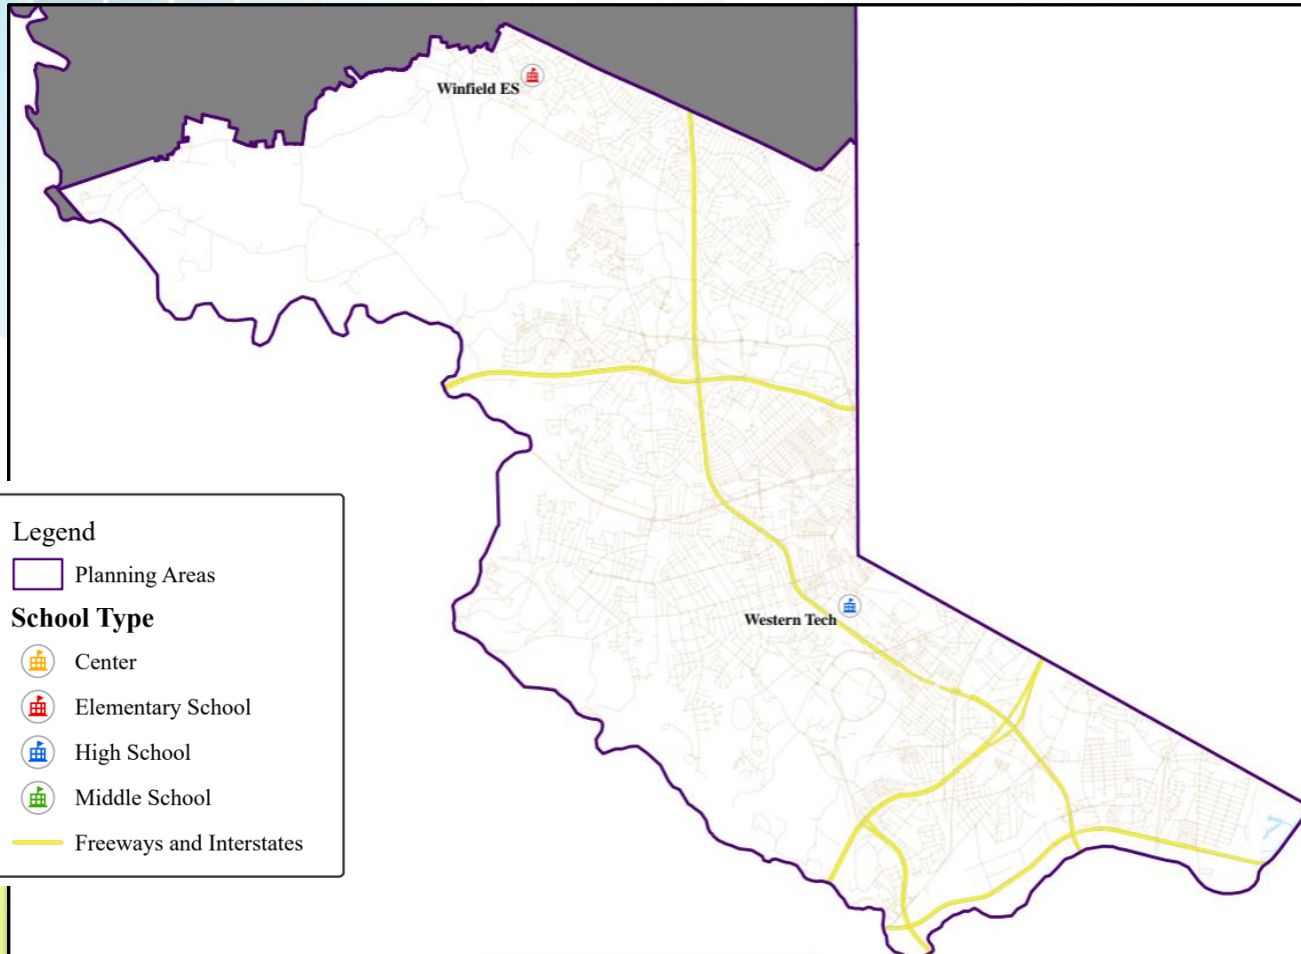 Winfield ES
Legend
Planning Areas
School Type
Center
Elementary School
High School
Middle School
Freeways and Interstates
Western Tech